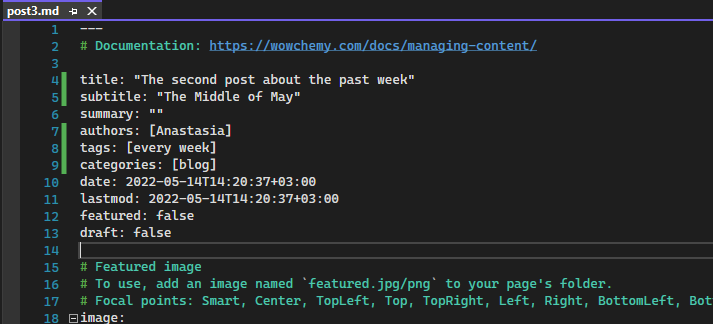 post3.md
1 ---
2 # Documentation: https://wowchemy.com/docs/managing-content/
3
4 title: "The second post about the past week"
5 subtitle: "The Middle of May"
6 summary: ""
7 authors: [Anastasia]
8 tags: [every week]
9 categories: [blog]
10 date: 2022-05-14T14:20:37+03:00
11 lastmod: 2022-05-14T14:20:37+03:00
12 featured: false
13 draft: false
14
15 # Featured image
16 # To use, add an image named `featured.jpg/png` to your page's folder.
17 # Focal points: Smart, Center, TopLeft, Top, TopRight, Left, Right, BottomLeft, Bot
18 image: